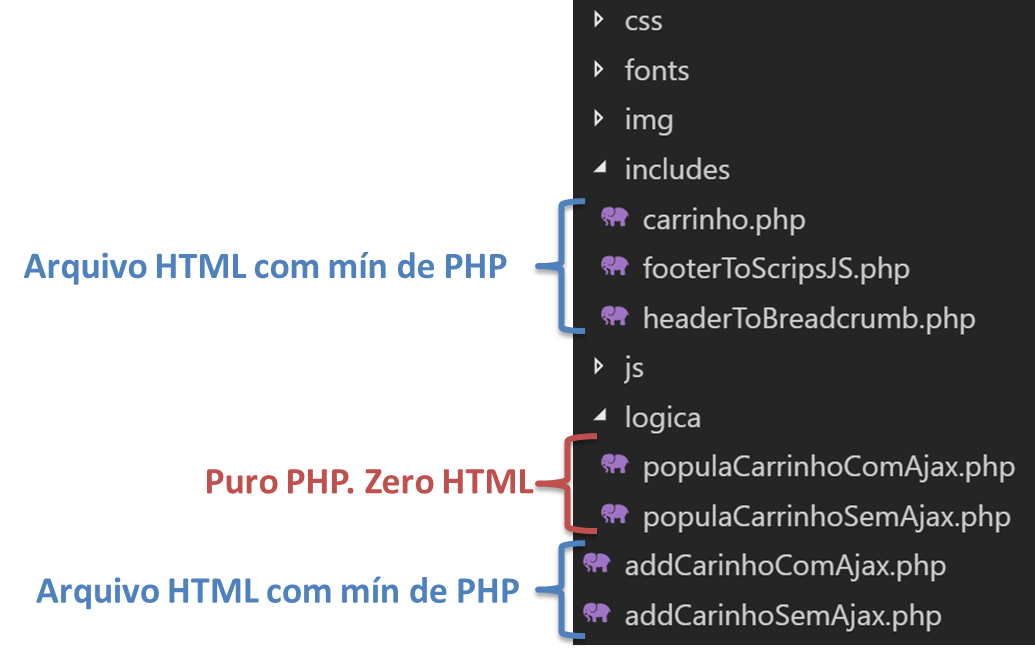 css
fonts
img
includes
carrinho.php
Arquivo HTML com mín de PHP
footerToScripsJS.php
headerToBreadcrumb.php
js
logica
populaCarrinhoComAjax.php
Puro PHP. Zero HTML
populaCarrinhoSemAjax.php
addCarinhoComAjax.php
Arquivo HTML com mín de PHP
addCarinhoSemAjax.php